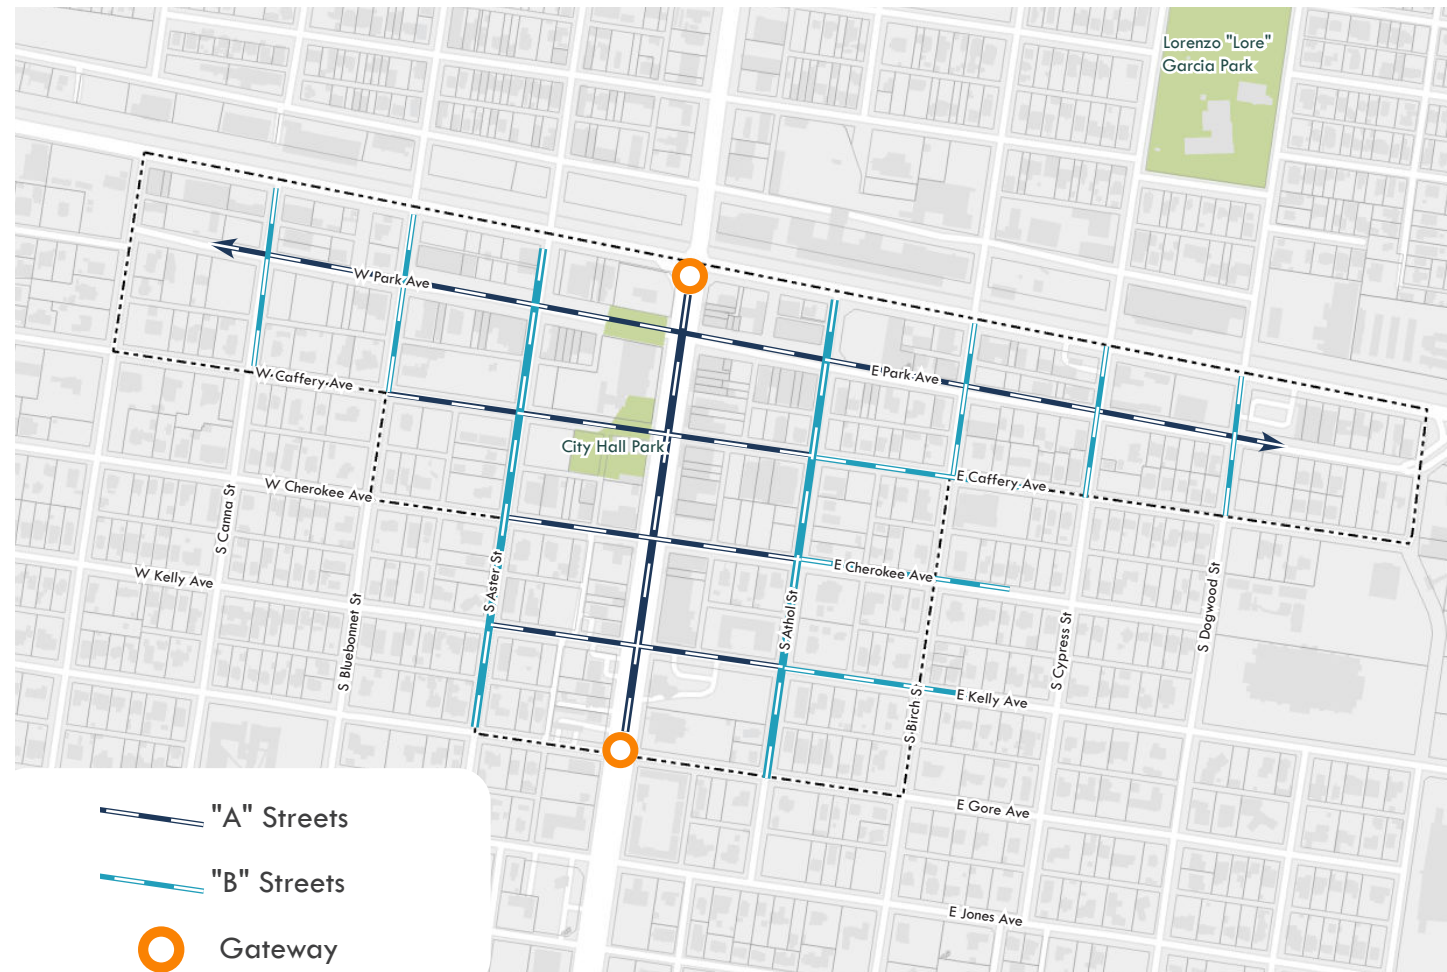 Lorenzo "Lore"
Garcia Park
W Park Ave
E Park Ave
W Caffery Ave
City Hall Park
E Caffery Ave
W Cherokee Ave
S Canna St
E Cherokee Ave
W Kelly Ave
S Aster St
S Athol St
S Dogwood St
S Bluebonnet St
S Cypress St
E Kelly Ave
S Birch St
E Gore Ave
E Jones Ave
"A" Streets
"B" Streets
Gateway